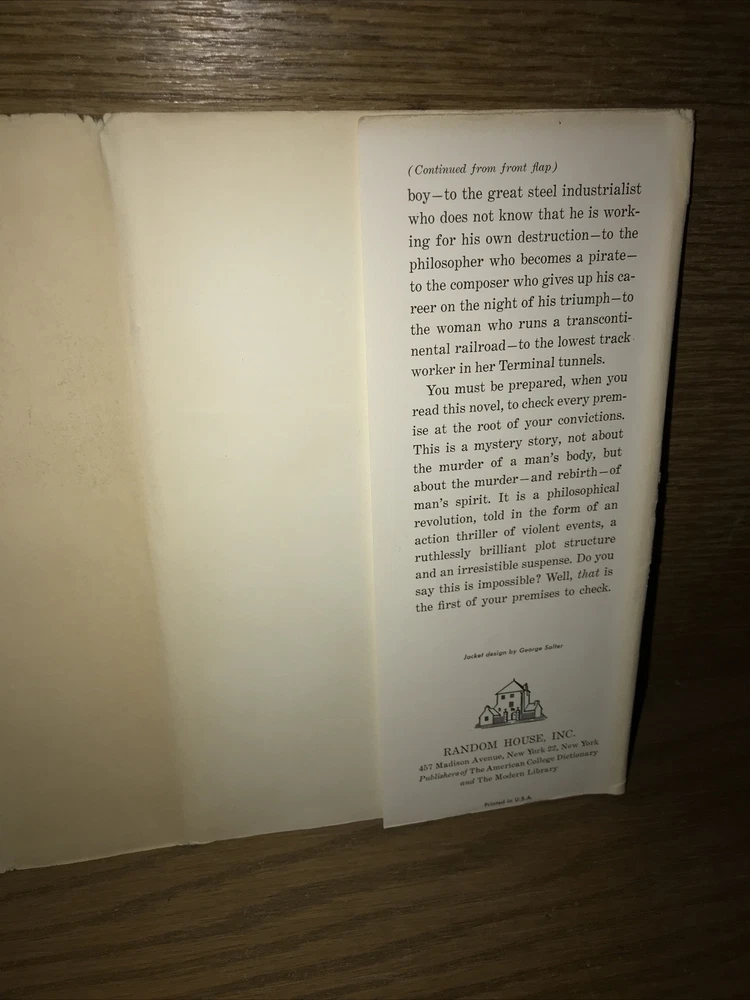 (Continued from front flap)
boy—to the great steel industrialist
who does not know that he is work-
ing for his own destruction—to the
philosopher who becomes a pirate—
to the composer who gives up his ca-
reer on the night of his triumph—to
the woman who runs a transconti-
nental railroad—to the lowest track
worker in her Terminal tunnels.
You must be prepared, when you
read this novel, to check every prem-
ise at the root of your convictions.
This is a mystery story, not about
the murder of a man's body, but
about the murder—and rebirth—of
man's spirit. It is a philosophical
revolution, told in the form of an
action thriller of violent events, a
ruthlessly brilliant plot structure
and an irresistible suspense. Do you
say this is impossible? Well, that is
the first of your premises to check.
Jacket design by George Salter
RANDOM HOUSE, INC.
457 Madison Avenue, New York 22, New York
Publishers of The American College Dictionary
and The Modern Library
Printed in U.S.A.